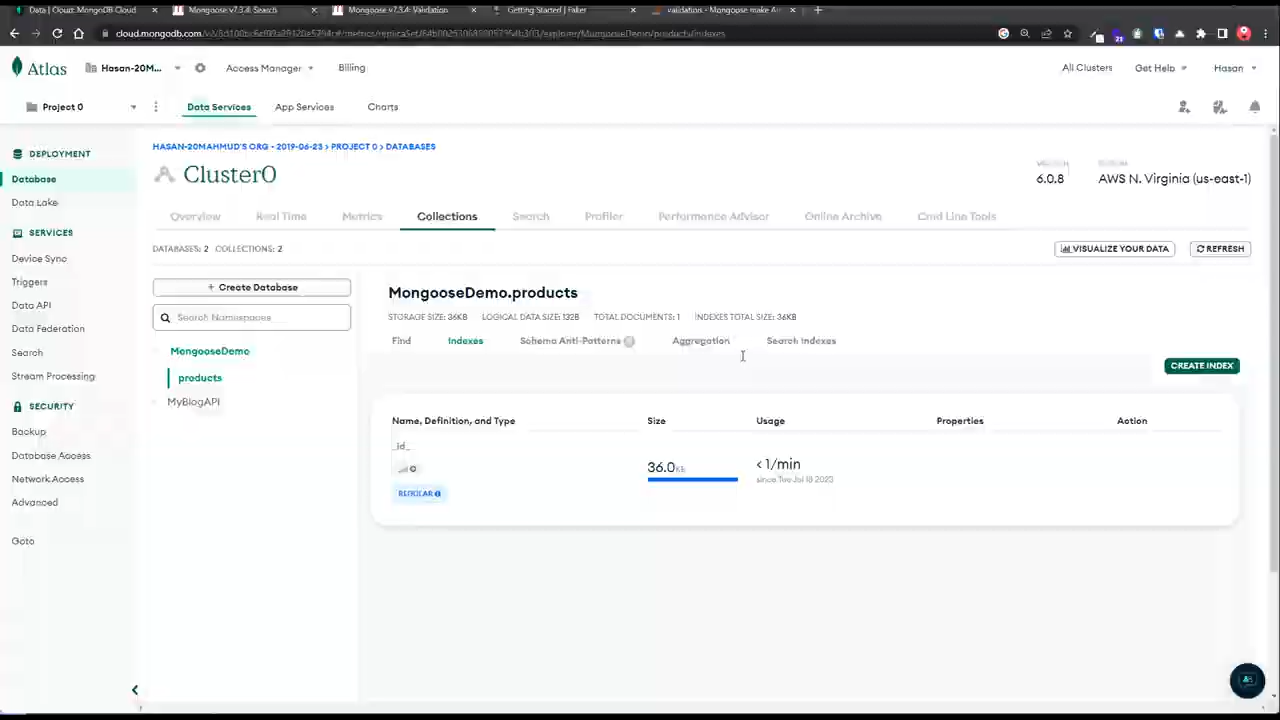 Data | Cloud: MongoDB Cloud
Mongoose v7.3.4: Search
Mongoose v7.3.4: Validation
Getting Started | Faker
validation - Mongoose make A
cloud.mongodb.com
21
Atlas
Hasan-20M...
Access Manager
Billing
All Clusters
Get Help
Hasan
Project 0
Data Services
App Services
Charts
DEPLOYMENT
Database
Data Lake
SERVICES
Device Sync
Triggers
Data API
Data Federation
Search
Stream Processing
SECURITY
Backup
Database Access
Network Access
Advanced
Goto
HASAN-20MAHMUD'S ORG - 2019-06-23 > PROJECT 0 > DATABASES
Cluster0
VERSION
6.0.8
REGION
AWS N. Virginia (us-east-1)
Overview
Real Time
Metrics
Collections
Search
Profiler
Performance Advisor
Online Archive
Cmd Line Tools
DATABASES: 2 COLLECTIONS: 2
VISUALIZE YOUR DATA
REFRESH
+ Create Database
Search Namespaces
MongooseDemo
products
MyBlogAPI
MongooseDemo.products
STORAGE SIZE: 36KB LOGICAL DATA SIZE: 132B TOTAL DOCUMENTS: 1 INDEXES TOTAL SIZE: 36KB
Find
Indexes
Schema Anti-Patterns
Aggregation
Search Indexes
CREATE INDEX
Name, Definition, and Type
Size
Usage
Properties
Action
_id_
REGULAR
36.0KB
< 1/min
since Tue Jul 18 2023